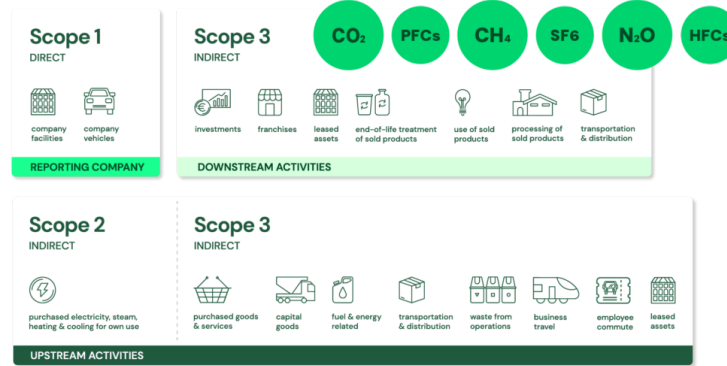 Scope 1
DIRECT
company
facilities
company
vehicles
REPORTING COMPANY
Scope 3
INDIRECT
CO₂
PFCs
CH₄
SF6
N₂O
HFCs
investments
franchises
leased
assets
end-of-life treatment
of sold products
use of sold
products
processing of
sold products
transportation
& distribution
DOWNSTREAM ACTIVITIES
Scope 2
INDIRECT
purchased electricity, steam,
heating & cooling for own use
Scope 3
INDIRECT
purchased goods
& services
capital
goods
fuel & energy
related
transportation
& distribution
waste from
operations
business
travel
employee
commute
leased
assets
UPSTREAM ACTIVITIES